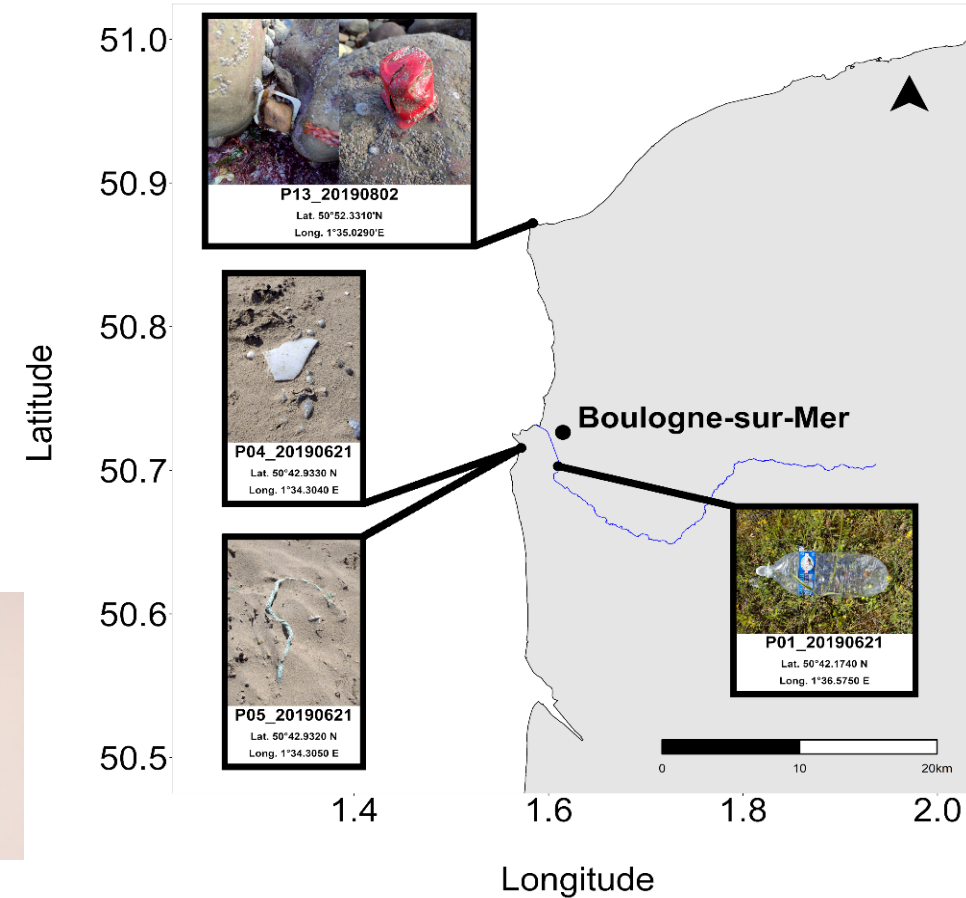 51.0
50.9
50.8
50.7
50.6
50.5
Latitude
P13_20190802
Lat. 50°52.3310'N
Long. 1°35.0290'E
P04_20190621
Lat. 50°42.9330 N
Long. 1°34.3040 E
Boulogne-sur-Mer
P05_20190621
Lat. 50°42.9320 N
Long. 1°34.3050 E
P01_20190621
Lat. 50°42.1740 N
Long. 1°36.5750 E
0 10 20km
1.4 1.6 1.8 2.0
Longitude